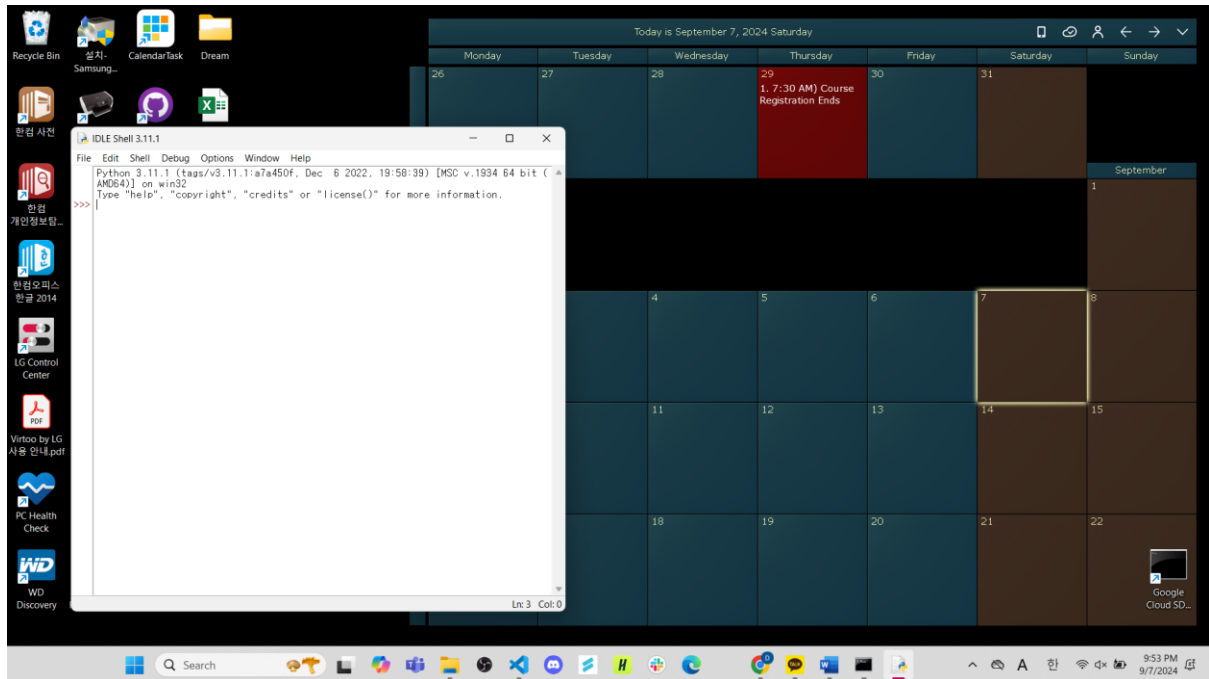 Recycle Bin
설치-
Samsung...
CalendarTask
Dream
한컴 사전
한컴
개인정보탐...
한컴오피스
한글 2014
LG Control
Center
PDF
Virtoo by LG
사용 안내.pdf
PC Health
Check
WD
WD
Discovery
IDLE Shell 3.11.1
File Edit Shell Debug Options Window Help
Python 3.11.1 (tags/v3.11.1:a7a450f, Dec  6 2022, 19:58:39) [MSC v.1934 64 bit (
AMD64)] on win32
Type "help", "copyright", "credits" or "license()" for more information.
>>>
Ln: 3 Col: 0
Today is September 7, 2024 Saturday
Monday Tuesday Wednesday Thursday Friday Saturday Sunday
26 27 28 29 30 31
1. 7:30 AM) Course
Registration Ends
September
1
4 5 6 7 8
11 12 13 14 15
18 19 20 21 22
Google
Cloud SD...
Search
A 한
9:53 PM
9/7/2024